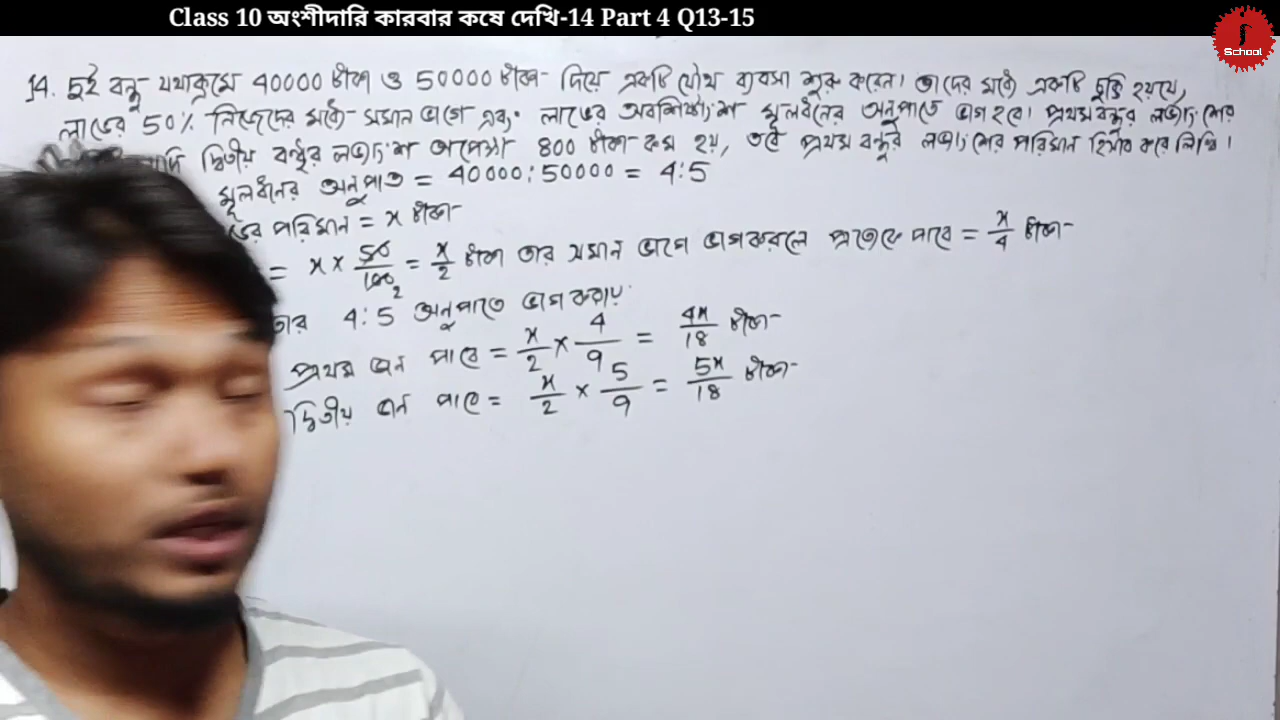 Class 10 অংশীদারি কারবার কষে দেখি-14 Part 4 Q13-15
School
14. দুই বন্ধু যথাক্রমে 40000 টাকা ও 50000 টাকা দিয়ে একটি যৌথ ব্যবসা শুরু করেন। তাদের মধ্যে একটি চুক্তি হয় যে,
লাভের 50% নিজেদের মধ্যে সমান ভাগে এবং লাভের অবশিষ্টাংশ মূলধনের অনুপাতে ভাগ হবে। প্রথম বন্ধুর লভ্যাংশের
যদি দ্বিতীয় বন্ধুর লভ্যাংশ অপেক্ষা 800 টাকা কম হয়, তবে প্রথম বন্ধুর লভ্যাংশের পরিমান হিসাব করে লিখি।
মূলধনের অনুপাত = 40000:50000 = 4:5
পরিমান = x টাকা
= x × 50/100 2 = x/2 টাকা তার সমান ভাগে ভাগ করলে প্রত্যেকে পাবে = x/4 টাকা
4:5 অনুপাতে ভাগ করায়
প্রথম জন পাবে = x/2 × 4/9 = 4x/18 টাকা
দ্বিতীয় জন পাবে = x/2 × 5/9 = 5x/18 টাকা